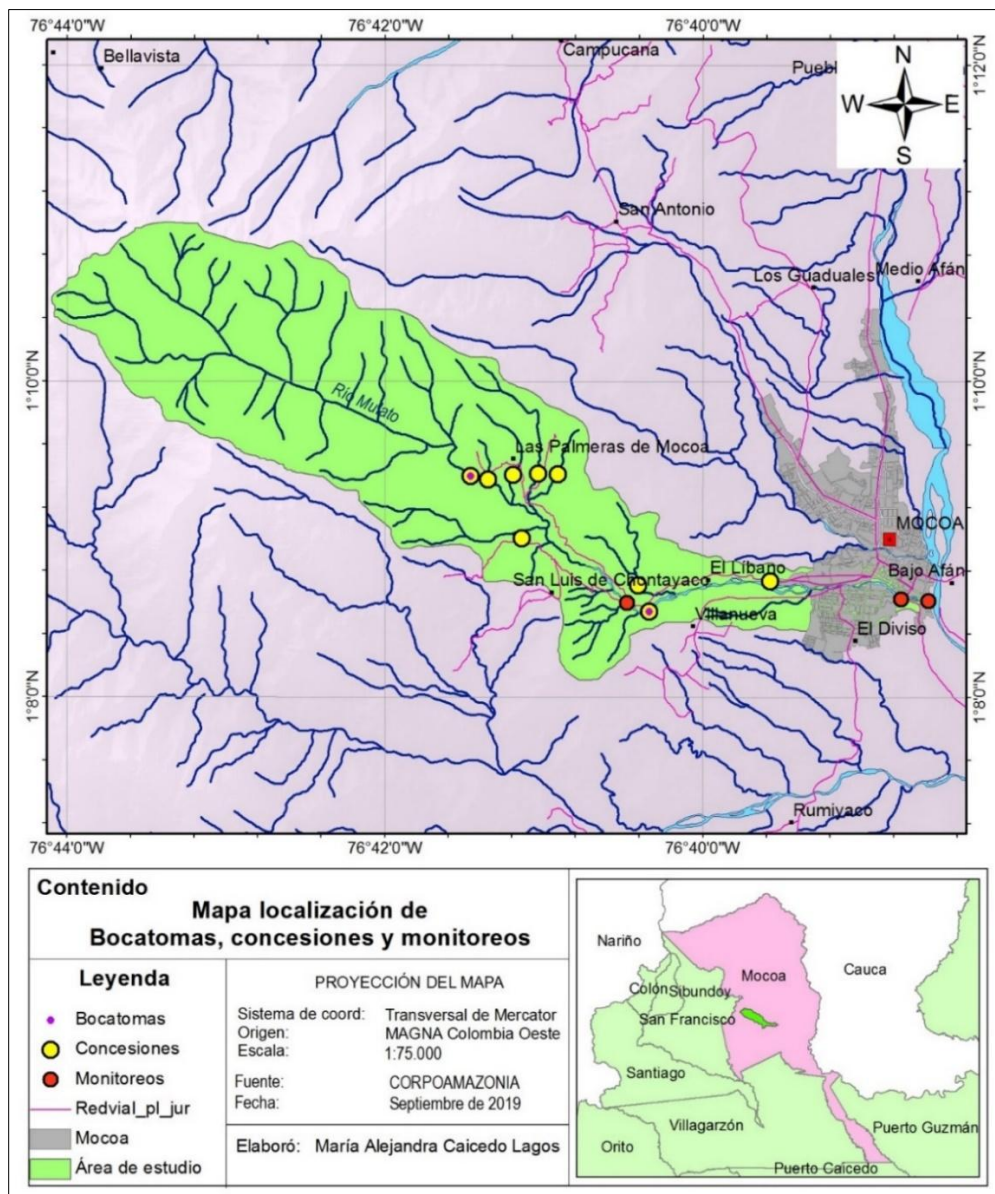 76°44'0"W 76°42'0"W 76°40'0"W
Bellavista
Campucana
Puebl
N
W E
S
1°12'0"N
San Antonio
Los Guaduales
Medio Afán
1°10'0"N 1°10'0"N
Río Mulato
Las Palmeras de Mocoa
MOCOA
San Luis de Chontayaco
El Líbano
Bajo Afán
Villanueva
El Diviso
1°8'0"N 1°8'0"N
Rumiyaco
76°44'0"W 76°42'0"W 76°40'0"W
Contenido
Mapa localización de
Bocatomas, concesiones y monitoreos
Leyenda
Bocatomas
Concesiones
Monitoreos
Redvial_pl_jur
Mocoa
Área de estudio
PROYECCIÓN DEL MAPA
Sistema de coord: Transversal de Mercator
Origen: MAGNA Colombia Oeste
Escala: 1:75.000
Fuente: CORPOAMAZONIA
Fecha: Septiembre de 2019
Elaboró: María Alejandra Caicedo Lagos
Nariño
Mocoa
Cauca
Colón
Sibundoy
San Francisco
Santiago
Villagarzón
Puerto Guzmán
Orito
Puerto Caicedo